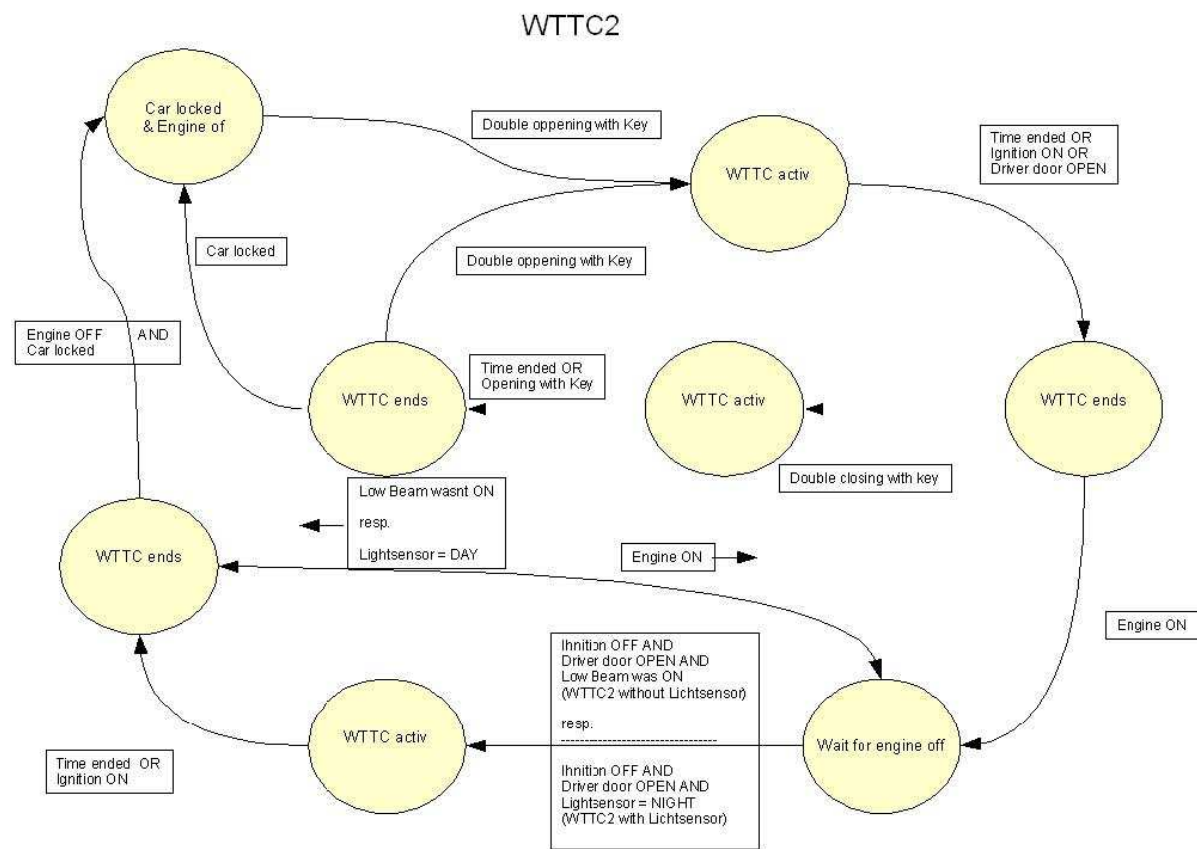 WTTC2
Car locked
& Engine of
Double oppening with Key
WTTC activ
Time ended OR
Ignition ON OR
Driver door OPEN
Car locked
Double oppening with Key
Engine OFF AND
Car locked
WTTC ends
Time ended OR
Opening with Key
WTTC activ
WTTC ends
Double closing with key
Low Beam wasnt ON
resp.
Lightsensor = DAY
WTTC ends
Engine ON
Engine ON
Ihnition OFF AND
Driver door OPEN AND
Low Beam was ON
(WTTC2 without Lichtsensor)
resp.
--------------------------------
Ihnition OFF AND
Driver door OPEN AND
Lightsensor = NIGHT
(WTTC2 with Lichtsensor)
WTTC activ
Wait for engine off
Time ended OR
Ignition ON